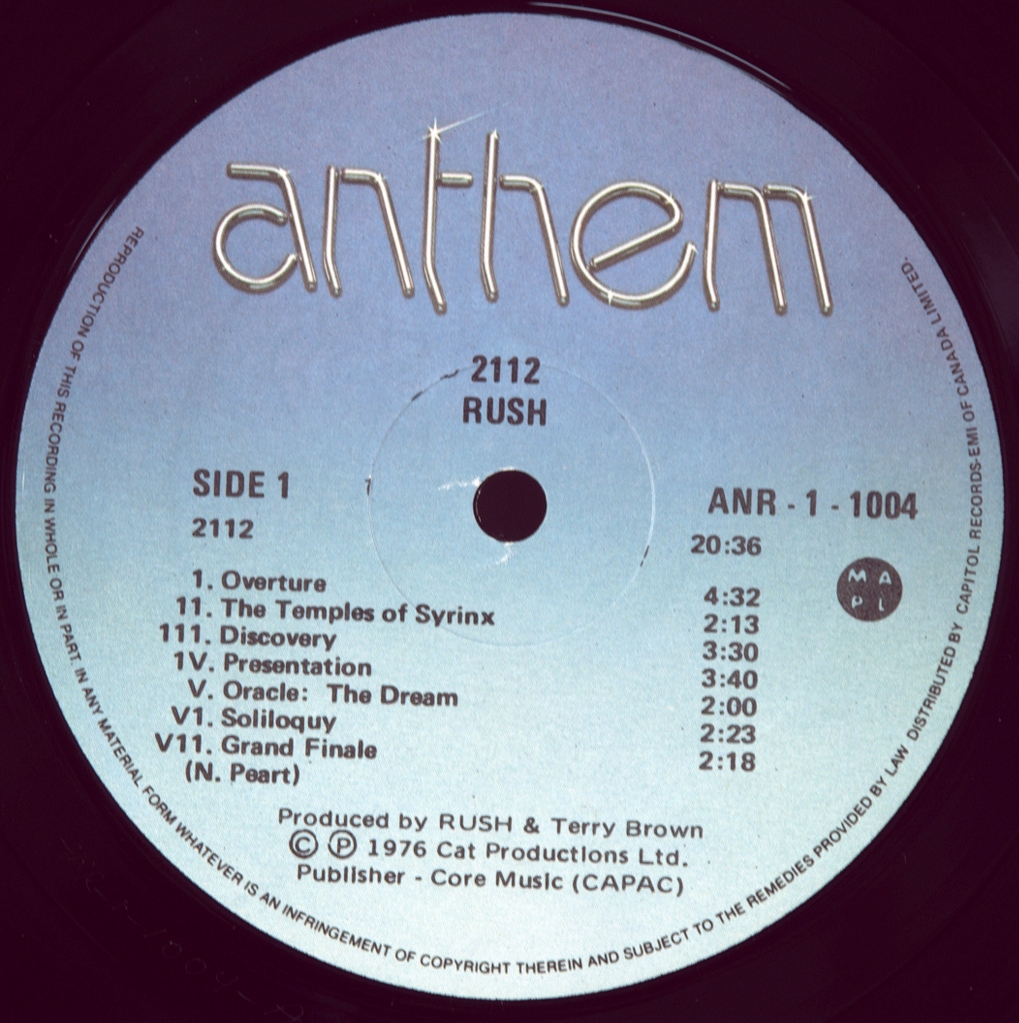 anthem
2112
RUSH
SIDE 1
ANR - 1 - 1004
2112 20:36
1. Overture 4:32
11. The Temples of Syrinx 2:13
111. Discovery 3:30
1V. Presentation 3:40
V. Oracle: The Dream 2:00
V1. Soliloquy 2:23
V11. Grand Finale 2:18
(N. Peart)
M A
P L
Produced by RUSH & Terry Brown
© ℗ 1976 Cat Productions Ltd.
Publisher - Core Music (CAPAC)
REPRODUCTION OF THIS RECORDING IN WHOLE OR IN PART. IN ANY MATERIAL FORM WHATEVER IS AN INFRINGEMENT OF COPYRIGHT THEREIN AND SUBJECT TO THE REMEDIES PROVIDED BY LAW DISTRIBUTED BY CAPITOL RECORDS-EMI OF CANADA LIMITED.